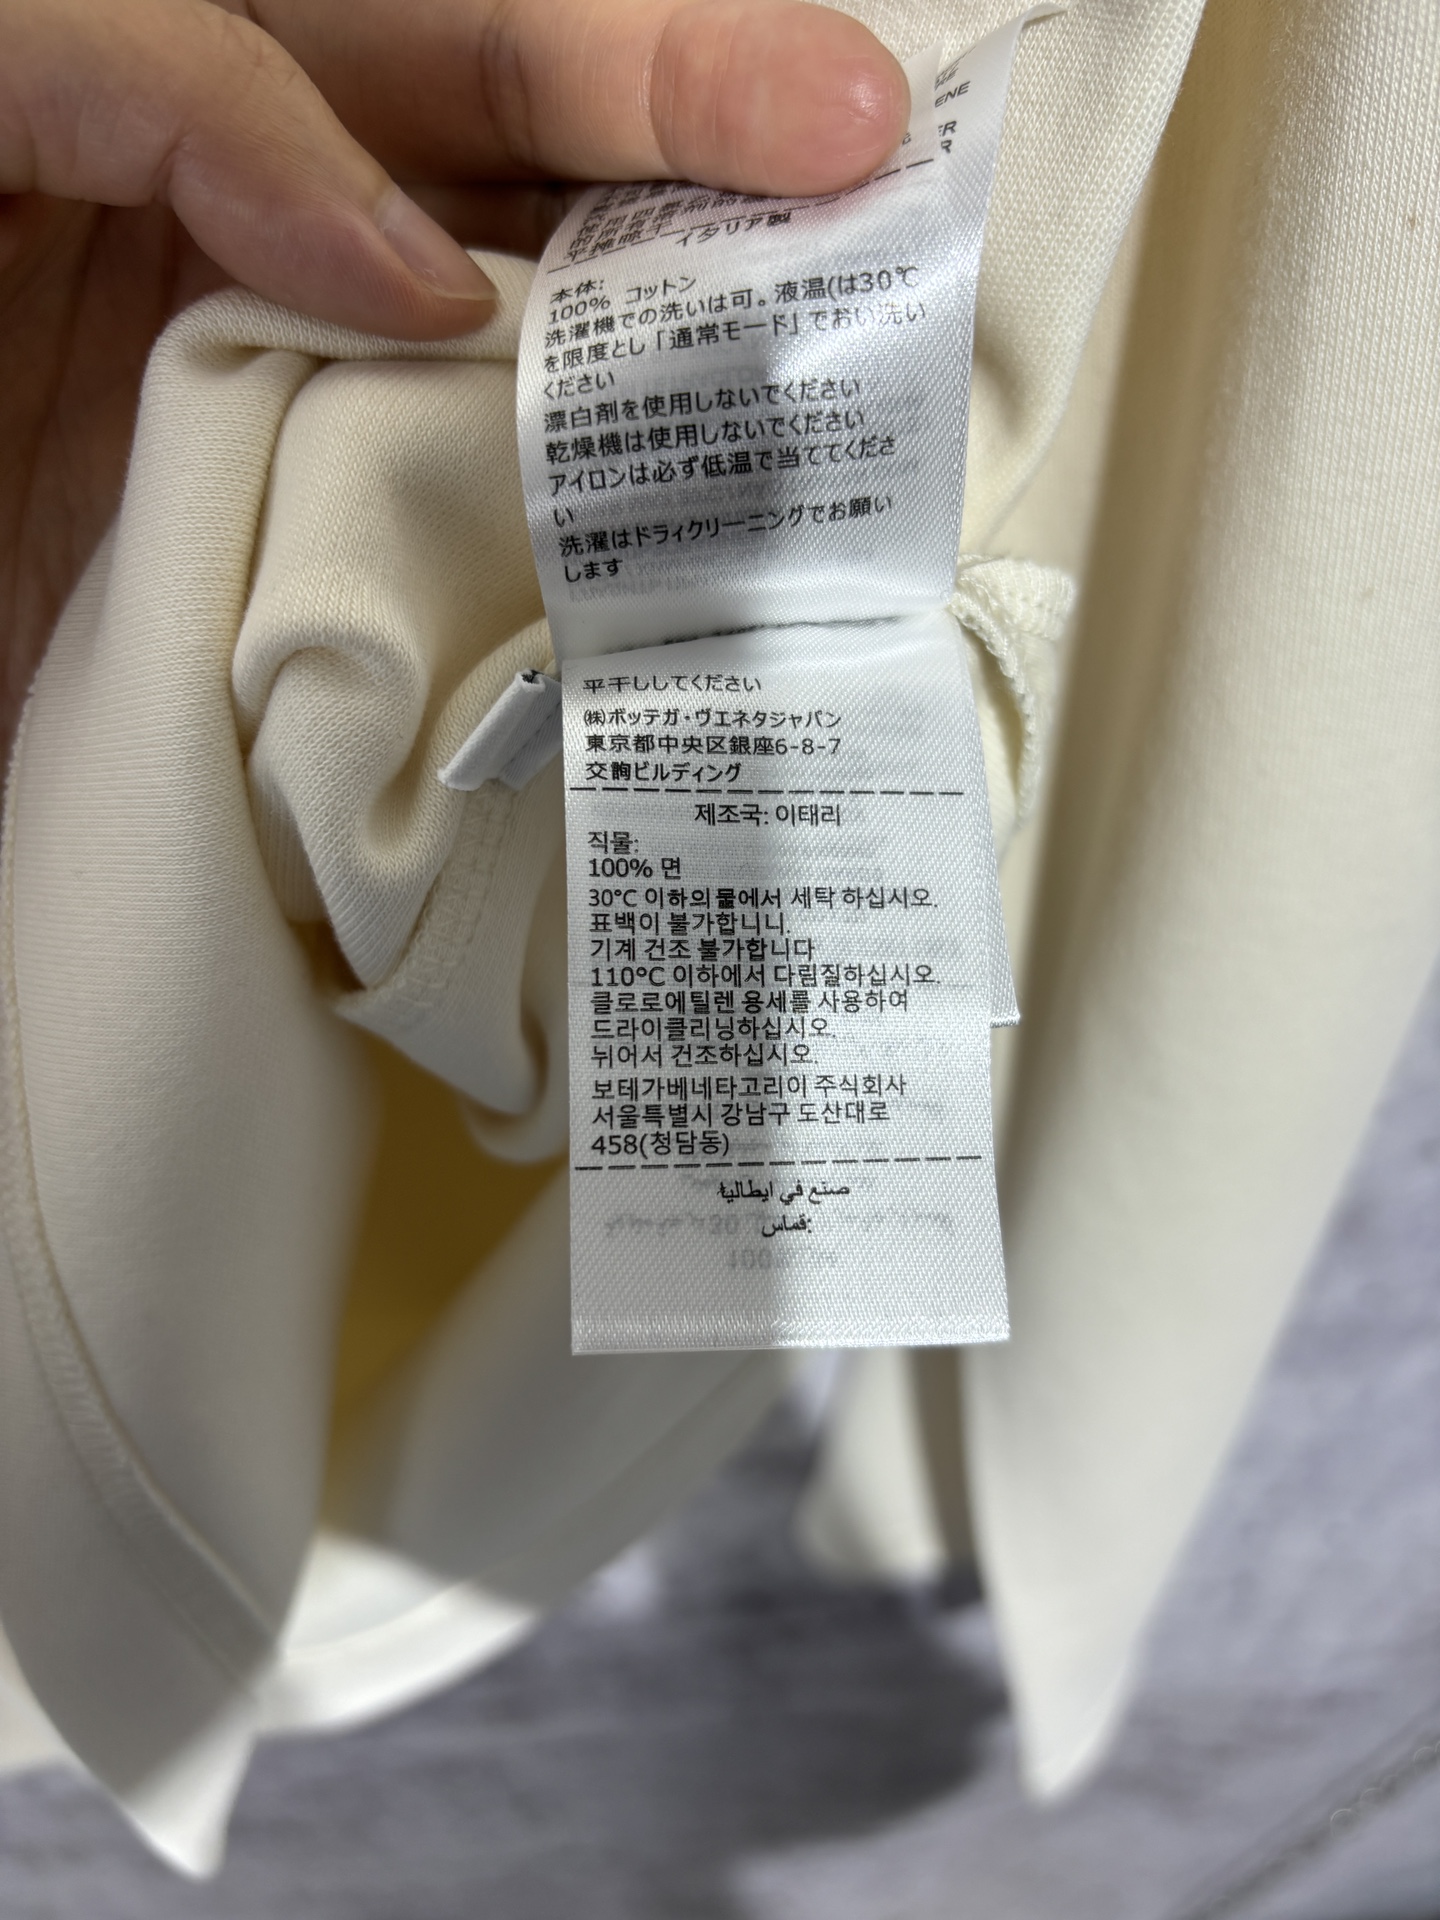 ENE
ER
R
イタリア製
本体:
100% コットン
洗濯機での洗いは可。液温(は30℃
を限度とし「通常モード」でおい洗い
ください
漂白剤を使用しないでください
乾燥機は使用しないでください
アイロンは必ず低温で当ててくださ
い
洗濯はドライクリーニングでお願い
します
平干ししてください
㈱ボッテガ・ヴエネタジャパン
東京都中央区銀座6-8-7
交詢ビルディング
제조국: 이태리
직물:
100% 면
30°C 이하의 물에서 세탁 하십시오.
표백이 불가합니니.
기계 건조 불가합니다
110°C 이하에서 다림질하십시오.
클로로에틸렌 용세를 사용하여
드라이클리닝하십시오.
뉘어서 건조하십시오.
보테가베네타고리이 주식회사
서울특별시 강남구 도산대로
458(청담동)
صنع في ايطاليا
قماس: